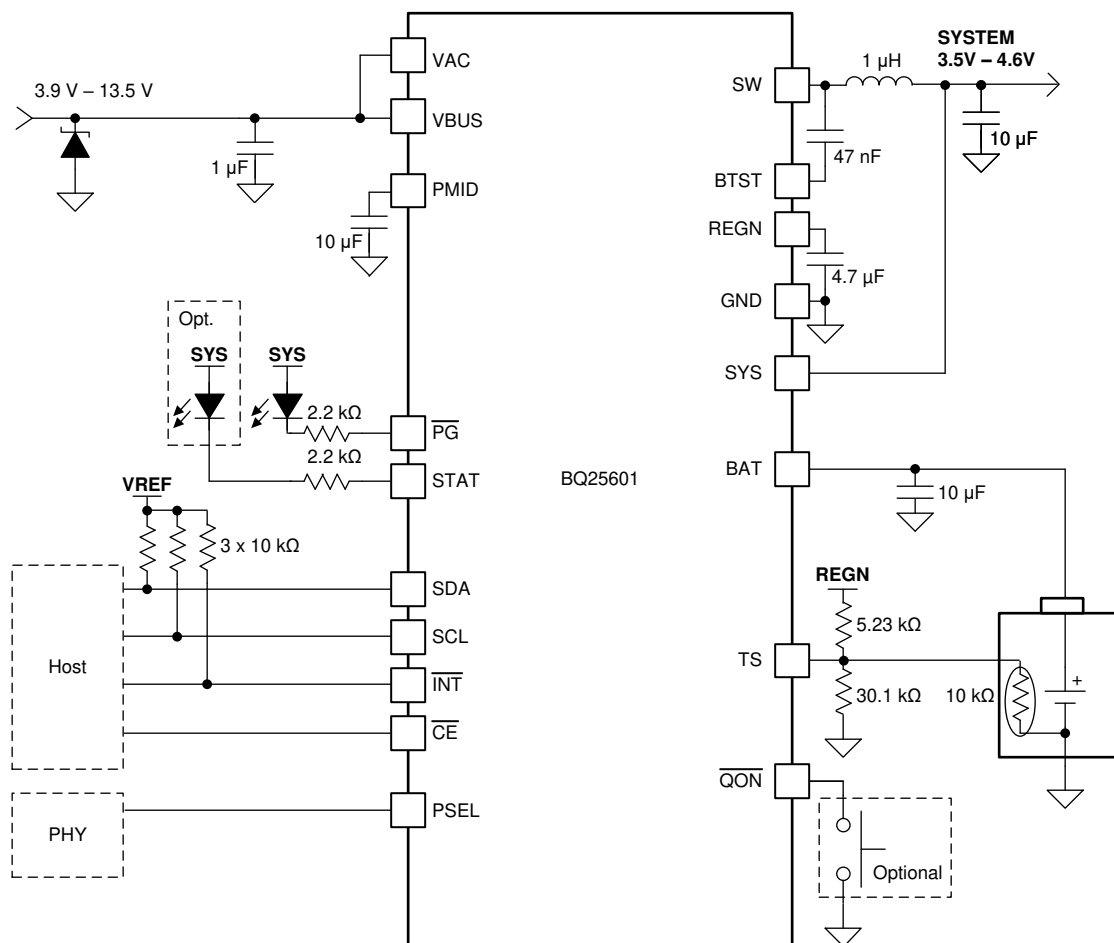 VAC
3.9 V – 13.5 V
VBUS
1 µF
PMID
10 µF
Opt.
SYS
SYS
2.2 kΩ
PG
2.2 kΩ
STAT
VREF
3 x 10 kΩ
SDA
SCL
Host
INT
CE
PSEL
PHY
BQ25601
SYSTEM
3.5V – 4.6V
1 µH
SW
10 µF
47 nF
BTST
REGN
4.7 µF
GND
SYS
BAT
10 µF
REGN
5.23 kΩ
TS
30.1 kΩ
10 kΩ
+
QON
Optional